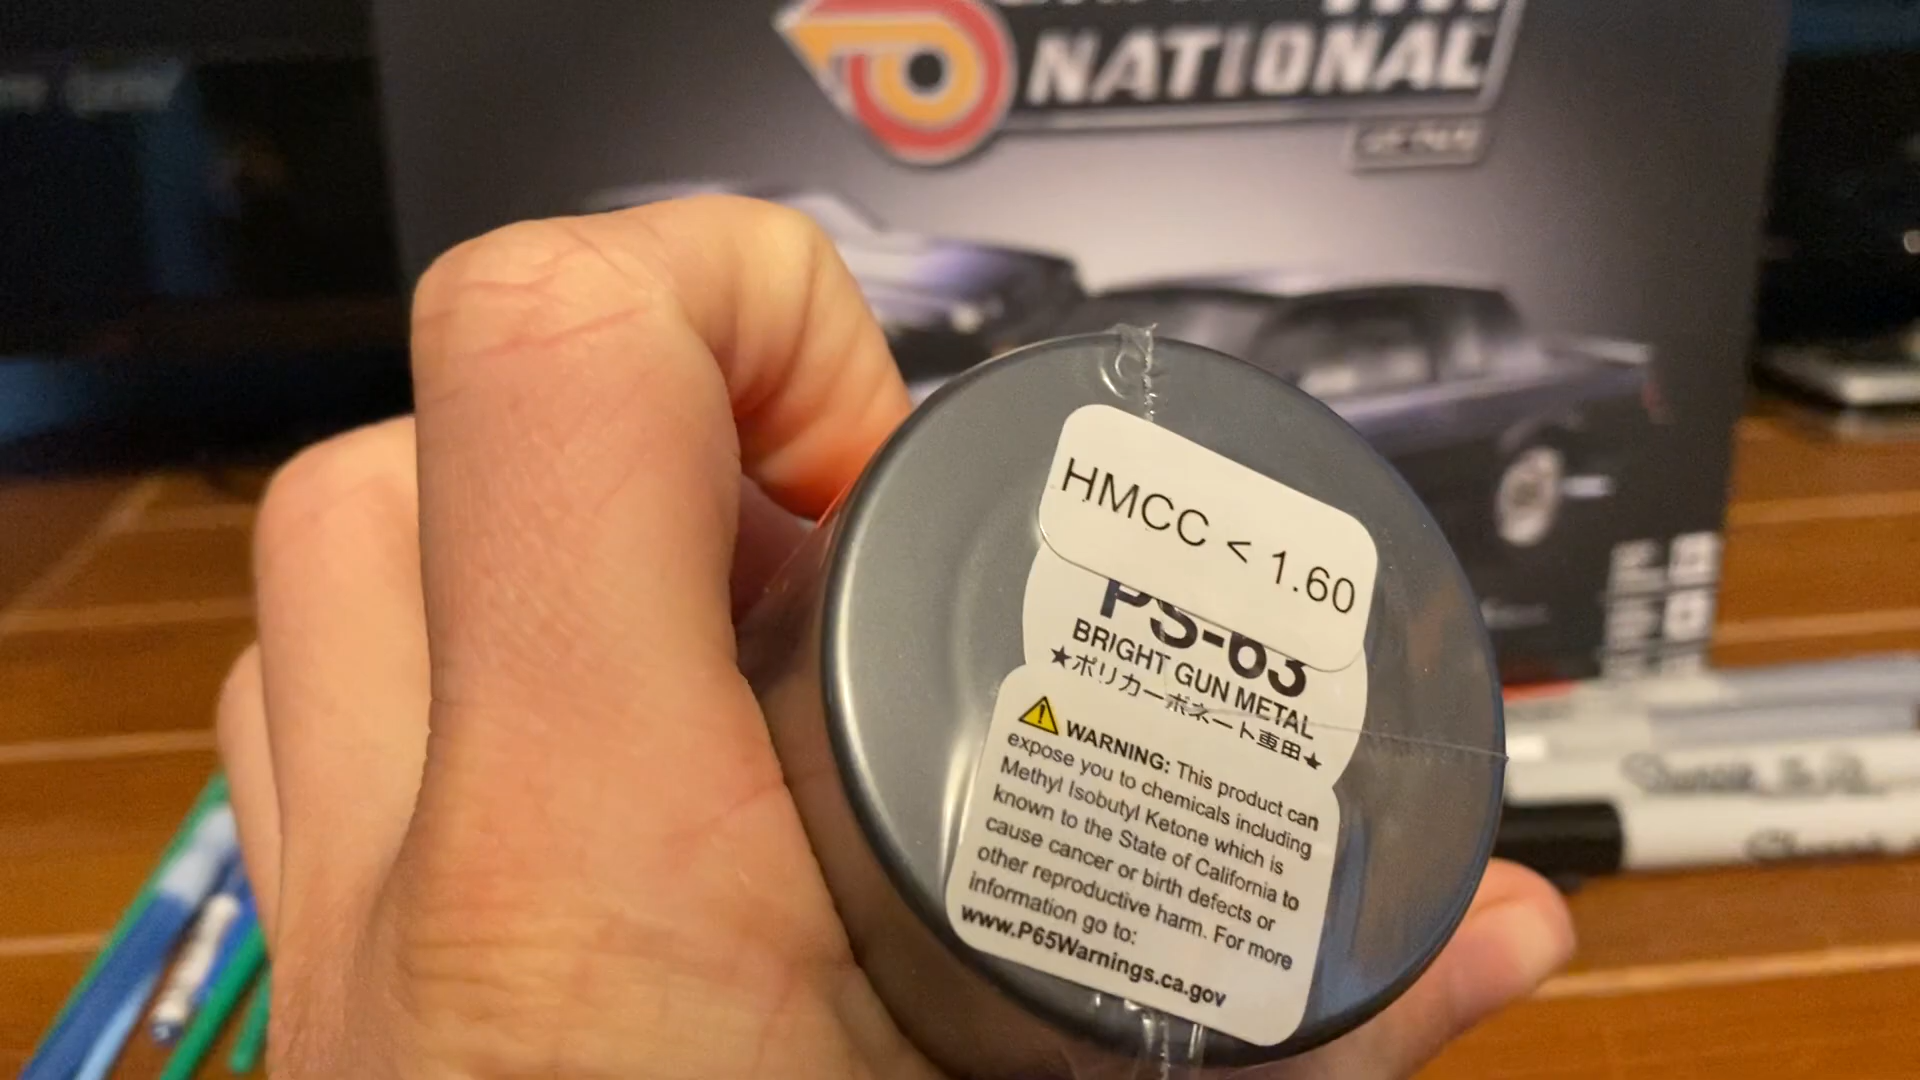 NATIONAL
HMCC < 1.60
PS-63
BRIGHT GUN METAL
★ポリカーボネート専用★
⚠ WARNING: This product can
expose you to chemicals including
Methyl Isobutyl Ketone which is
known to the State of California to
cause cancer or birth defects or
other reproductive harm. For more
information go to:
www.P65Warnings.ca.gov